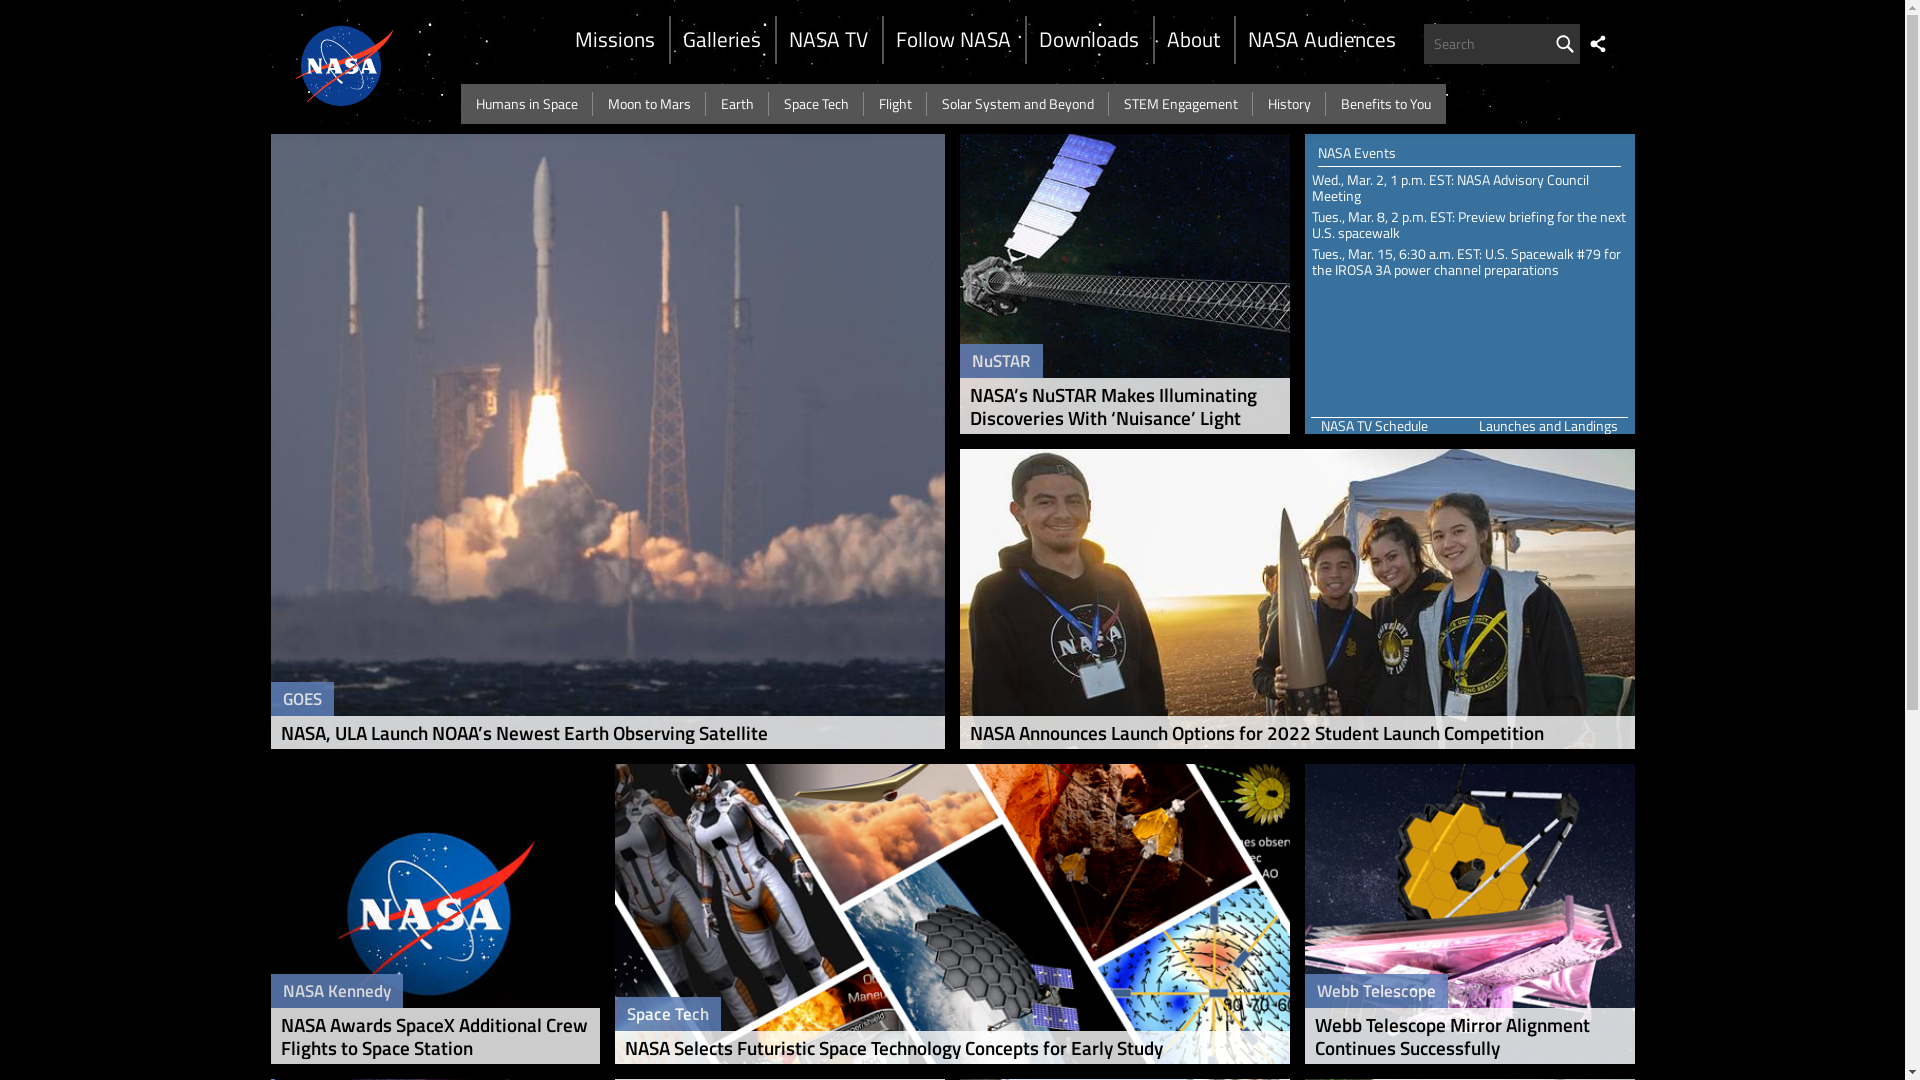 NASA
Missions
Galleries
NASA TV
Follow NASA
Downloads
About
NASA Audiences
Search
Humans in Space
Moon to Mars
Earth
Space Tech
Flight
Solar System and Beyond
STEM Engagement
History
Benefits to You
GOES
NASA, ULA Launch NOAA’s Newest Earth Observing Satellite
NuSTAR
NASA’s NuSTAR Makes Illuminating
Discoveries With ‘Nuisance’ Light
NASA Events
Wed., Mar. 2, 1 p.m. EST: NASA Advisory Council
Meeting
Tues., Mar. 8, 2 p.m. EST: Preview briefing for the next
U.S. spacewalk
Tues., Mar. 15, 6:30 a.m. EST: U.S. Spacewalk #79 for
the IROSA 3A power channel preparations
NASA TV Schedule
Launches and Landings
NASA
NASA Announces Launch Options for 2022 Student Launch Competition
NASA
NASA Kennedy
NASA Awards SpaceX Additional Crew
Flights to Space Station
AO
80 70 60
Space Tech
NASA Selects Futuristic Space Technology Concepts for Early Study
Webb Telescope
Webb Telescope Mirror Alignment
Continues Successfully